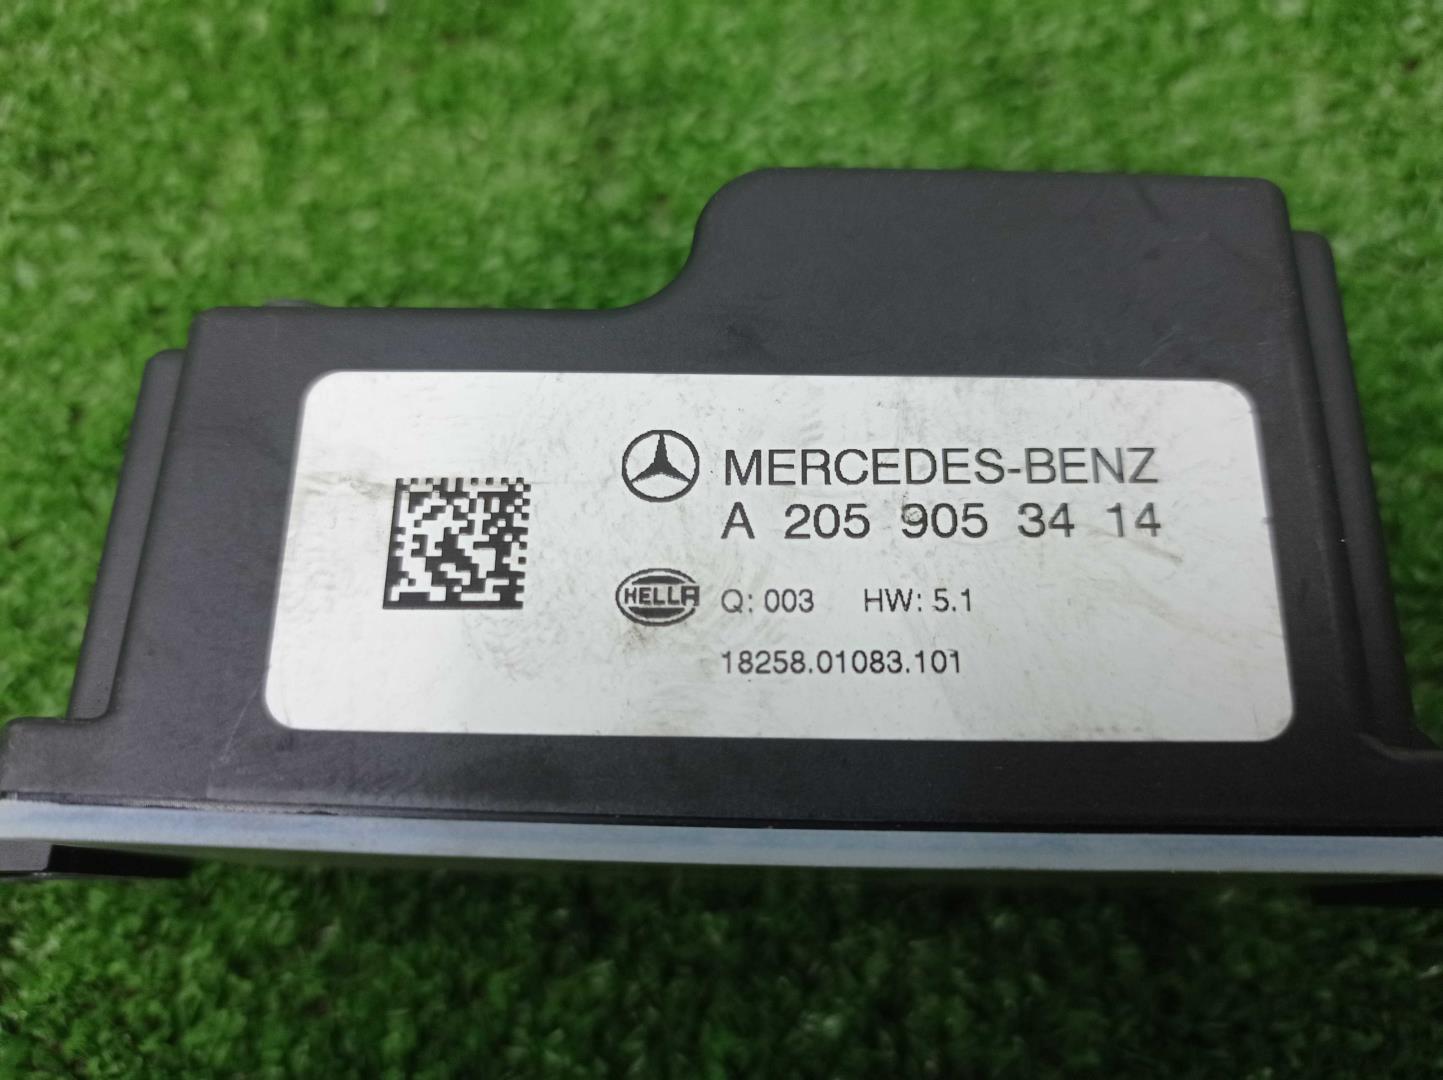 MERCEDES-BENZ
A 205 905 34 14
HELLA Q: 003 HW: 5.1
18258.01083.101